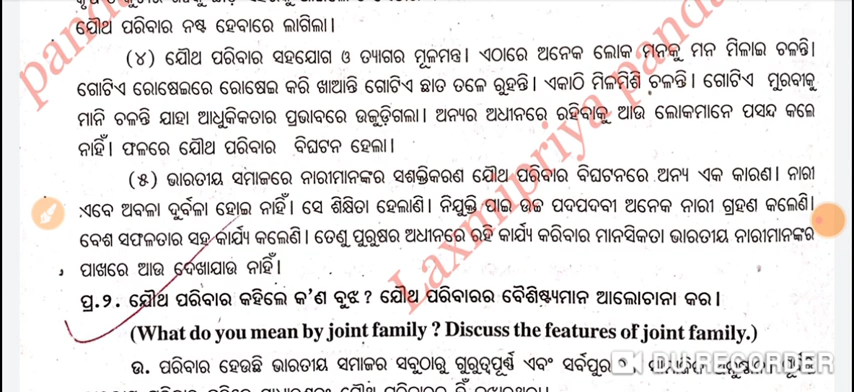 ଯୌଥ ପରିବାର ନଷ୍ଟ ହେବାରେ ଲାଗିଲା।
(୪) ଯୌଥ ପରିବାର ସହଯୋଗ ଓ ତ୍ୟାଗର ମୂଳମନ୍ତ୍ର। ଏଠାରେ ଅନେକ ଲୋକ ମନକୁ ମନ ମିଳାଇ ଚଳନ୍ତି।
ଗୋଟିଏ ରୋଷେଇରେ ରୋଷେଇ କରି ଖାଆନ୍ତି ଗୋଟିଏ ଛାତ ତଳେ ରୁହନ୍ତି। ଏକାଠି ମିଳମିଶି ଚଳନ୍ତି। ଗୋଟିଏ ମୁରବୀକୁ
ମାନି ଚଳନ୍ତି ଯାହା ଆଧୁନିକତାର ପ୍ରଭାବରେ ଉଜୁଡ଼ିଗଲା। ଅନ୍ୟର ଅଧୀନରେ ରହିବାକୁ ଆଉ ଲୋକମାନେ ପସନ୍ଦ କଲେ
ନାହିଁ। ଫଳରେ ଯୌଥ ପରିବାର ବିଘଟନ ହେଲା।
(୫) ଭାରତୀୟ ସମାଜରେ ନାରୀମାନଙ୍କର ସଶକ୍ତିକରଣ ଯୌଥ ପରିବାର ବିଘଟନରେ ଅନ୍ୟ ଏକ କାରଣ। ନାରୀ
ଏବେ ଅବଳା ଦୁର୍ବଳା ହୋଇ ନାହିଁ। ସେ ଶିକ୍ଷିତା ହେଲାଣି। ନିଯୁକ୍ତି ପାଇ ଉଚ୍ଚ ପଦପଦବୀ ଅନେକ ନାରୀ ଗ୍ରହଣ କଲେଣି।
ବେଶ ସଫଳତାର ସହ କାର୍ଯ୍ୟ କଲେଣି। ତେଣୁ ପୁରୁଷର ଅଧୀନରେ ରହି କାର୍ଯ୍ୟ କରିବାର ମାନସିକତା ଭାରତୀୟ ନାରୀମାନଙ୍କର
ପାଖରେ ଆଉ ଦେଖାଯାଉ ନାହିଁ।
ପ୍ର.୨. ଯୌଥ ପରିବାର କହିଲେ କ'ଣ ବୁଝ ? ଯୌଥ ପରିବାରର ବୈଶିଷ୍ଟ୍ୟମାନ ଆଲୋଚାନା କର।
(What do you mean by joint family ? Discuss the features of joint family.)
ଉ. ପରିବାର ହେଉଛି ଭାରତୀୟ ସମାଜର ସବୁଠାରୁ ଗୁରୁତ୍ୱପୂର୍ଣ୍ଣ ଏବଂ ସର୍ବପୁର
Laxmipriya panda
DU RECORDER